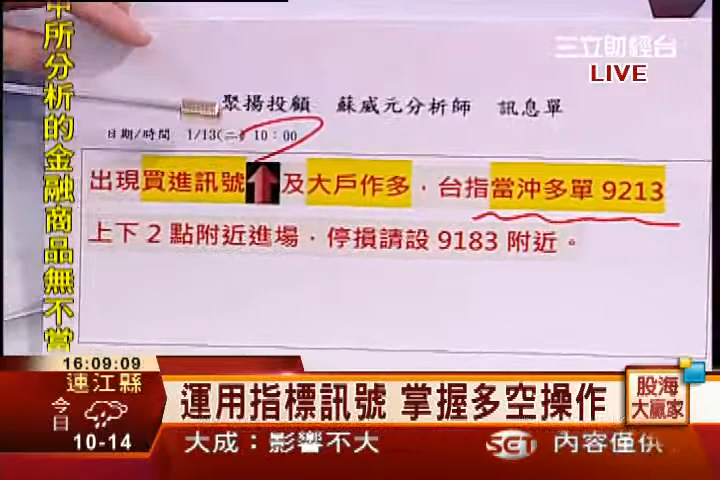 三立財經台
LIVE
聚揚投顧 蘇威元分析師 訊息單
日期/時間 1/13(二) 10:00
出現買進訊號 及大戶作多，台指當沖多單 9213
上下 2 點附近進場，停損請設 9183 附近。
所分析的金融商品無不當
16:09:09
連江縣
今日
10-14
運用指標訊號 掌握多空操作
股海
大贏家
大成：影響不大
SET 內容僅供